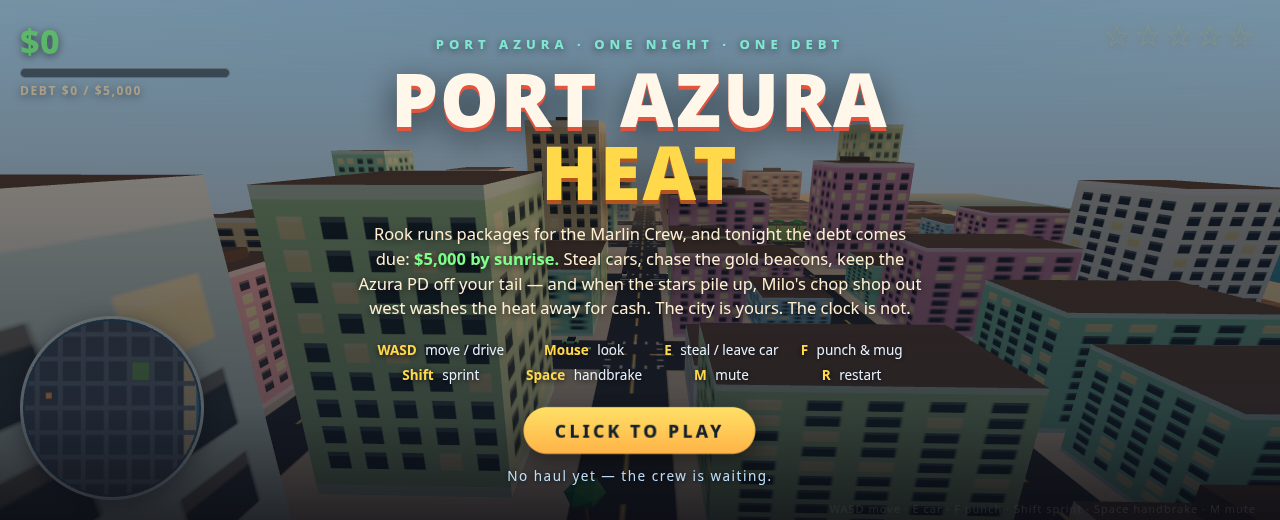 $0
DEBT $0 / $5,000
PORT AZURA · ONE NIGHT · ONE DEBT
PORT AZURA
HEAT
Rook runs packages for the Marlin Crew, and tonight the debt comes
due: $5,000 by sunrise. Steal cars, chase the gold beacons, keep the
Azura PD off your tail — and when the stars pile up, Milo's chop shop out
west washes the heat away for cash. The city is yours. The clock is not.
WASD move / drive Mouse look E steal / leave car F punch & mug
Shift sprint Space handbrake M mute R restart
CLICK TO PLAY
No haul yet — the crew is waiting.
WASD move · E car · F punch · Shift sprint · Space handbrake · M mute